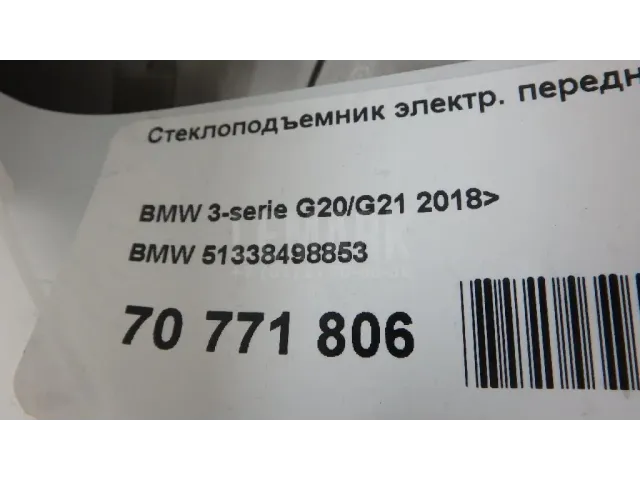 Стеклоподъемник электр. передн
BMW 3-serie G20/G21 2018>
BMW 51338498853
70 771 806